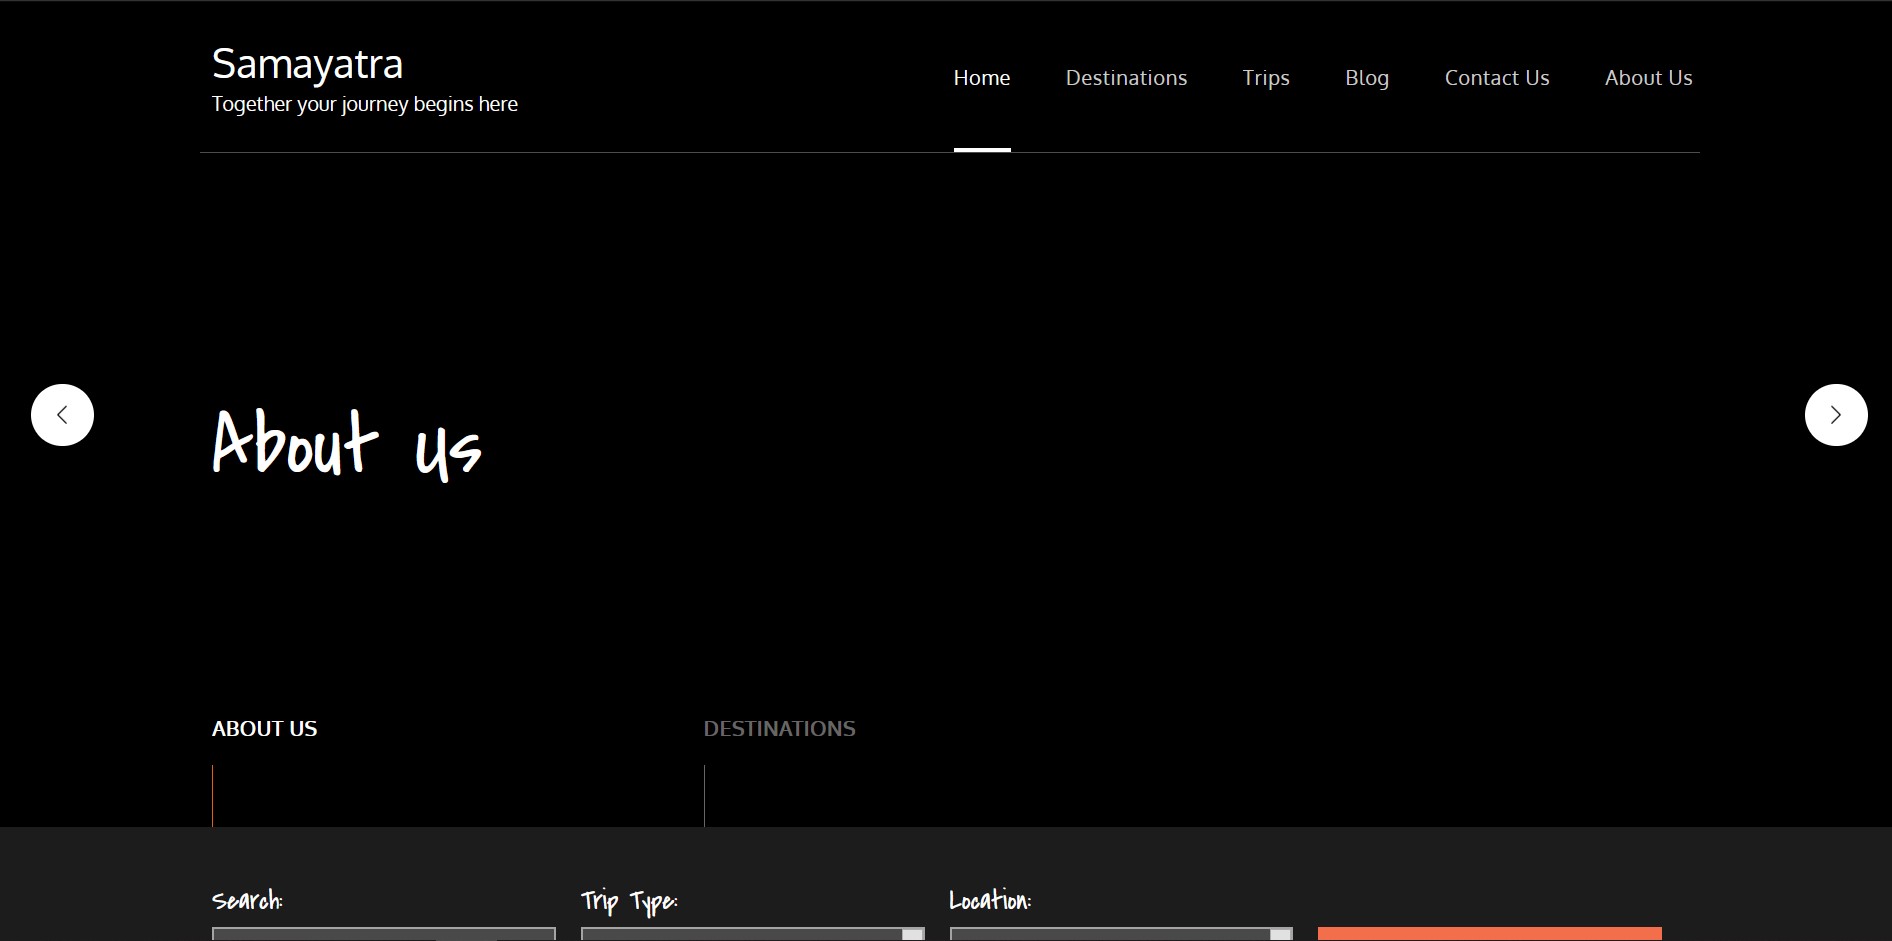 Samayatra
Together your journey begins here
Home Destinations Trips Blog Contact Us About Us
About us
ABOUT US DESTINATIONS
Search: Trip Type: Location: